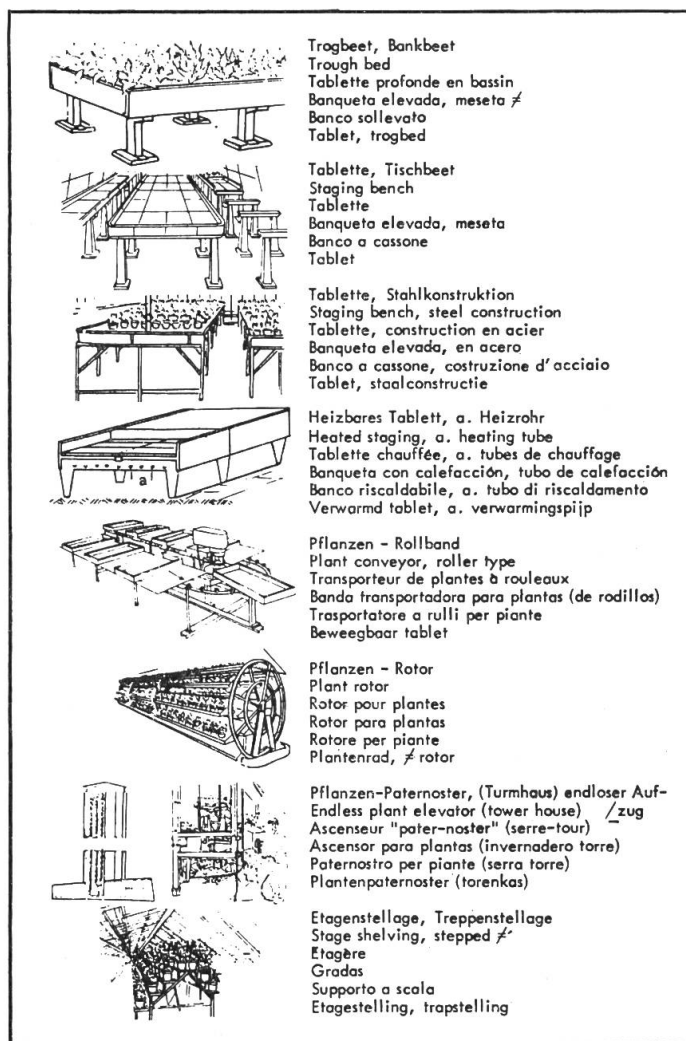 Trogbeet, Bankbeet
Trough bed
Tablette profonde en bassin
Banqueta elevada, meseta ≠
Banco sollevato
Tablet, trogbed
Tablette, Tischbeet
Staging bench
Tablette
Banqueta elevada, meseta
Banco a cassone
Tablet
Tablette, Stahlkonstruktion
Staging bench, steel construction
Tablette, construction en acier
Banqueta elevada, en acero
Banco a cassone, costruzione d'acciaio
Tablet, staalconstructie
Heizbares Tablett, a. Heizrohr
Heated staging, a. heating tube
Tablette chauffée, a. tubes de chauffage
Banqueta con calefacción, tubo de calefacción
Banco riscaldabile, a. tubo di riscaldamento
Verwarmd tablet, a. verwarmingspijp
a
Pflanzen - Rollband
Plant conveyor, roller type
Transporteur de plantes à rouleaux
Banda transportadora para plantas (de rodillos)
Trasportatore a rulli per piante
Beweegbaar tablet
Pflanzen - Rotor
Plant rotor
Rotor pour plantes
Rotor para plantas
Rotore per piante
Plantenrad, ≠ rotor
Pflanzen-Paternoster, (Turmhaus) endloser Auf-
Endless plant elevator (tower house) /zug
Ascenseur "pater-noster" (serre-tour)
Ascensor para plantas (invernadero torre)
Paternostro per piante (serra torre)
Plantenpaternoster (torenkas)
Etagenstellage, Treppenstellage
Stage shelving, stepped ≠
Etagère
Gradas
Supporto a scala
Etagestelling, trapstelling